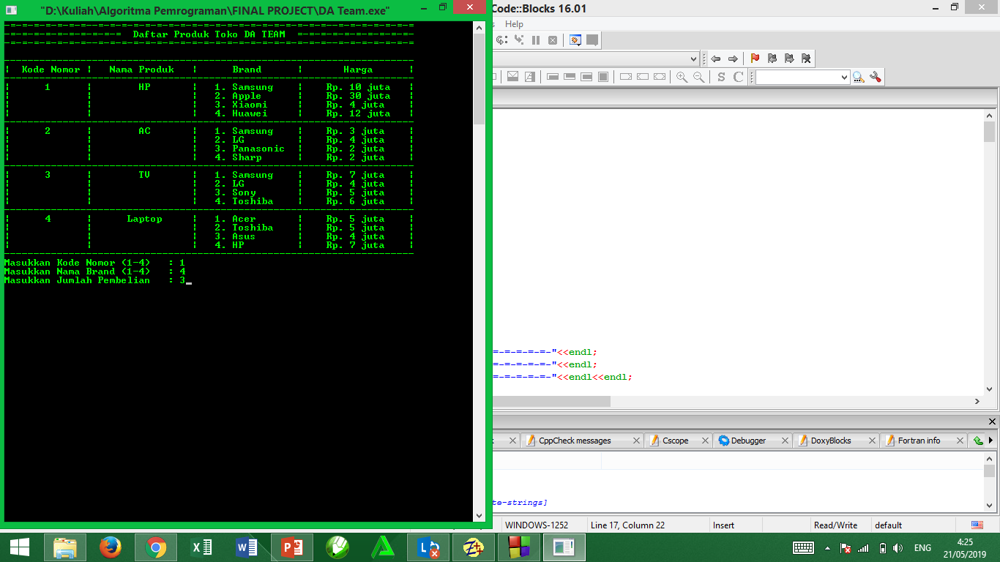 "D:\Kuliah\Algoritma Pemrograman\FINAL PROJECT\DA Team.exe"
Code::Blocks 16.01
Help
==================== Daftar Produk Toko DA TEAM ====================
Kode Nomor | Nama Produk | Brand | Harga
1 | HP | 1. Samsung | Rp. 10 juta
2. Apple | Rp. 30 juta
3. Xiaomi | Rp. 4 juta
4. Huawei | Rp. 12 juta
2 | AC | 1. Samsung | Rp. 3 juta
2. LG | Rp. 4 juta
3. Panasonic | Rp. 2 juta
4. Sharp | Rp. 2 juta
3 | TV | 1. Samsung | Rp. 7 juta
2. LG | Rp. 4 juta
3. Sony | Rp. 5 juta
4. Toshiba | Rp. 6 juta
4 | Laptop | 1. Acer | Rp. 5 juta
2. Toshiba | Rp. 5 juta
3. Asus | Rp. 4 juta
4. HP | Rp. 7 juta
Masukkan Kode Nomor (1-4) : 1
Masukkan Nama Brand (1-4) : 4
Masukkan Jumlah Pembelian : 3_
S C
=-=-=-=-=-"<<endl;
=-=-=-=-=-"<<endl;
=-=-=-=-=-"<<endl<<endl;
CppCheck messages
Cscope
Debugger
DoxyBlocks
Fortran info
te-strings]
WINDOWS-1252
Line 17, Column 22
Insert
Read/Write
default
ENG
4:25
21/05/2019